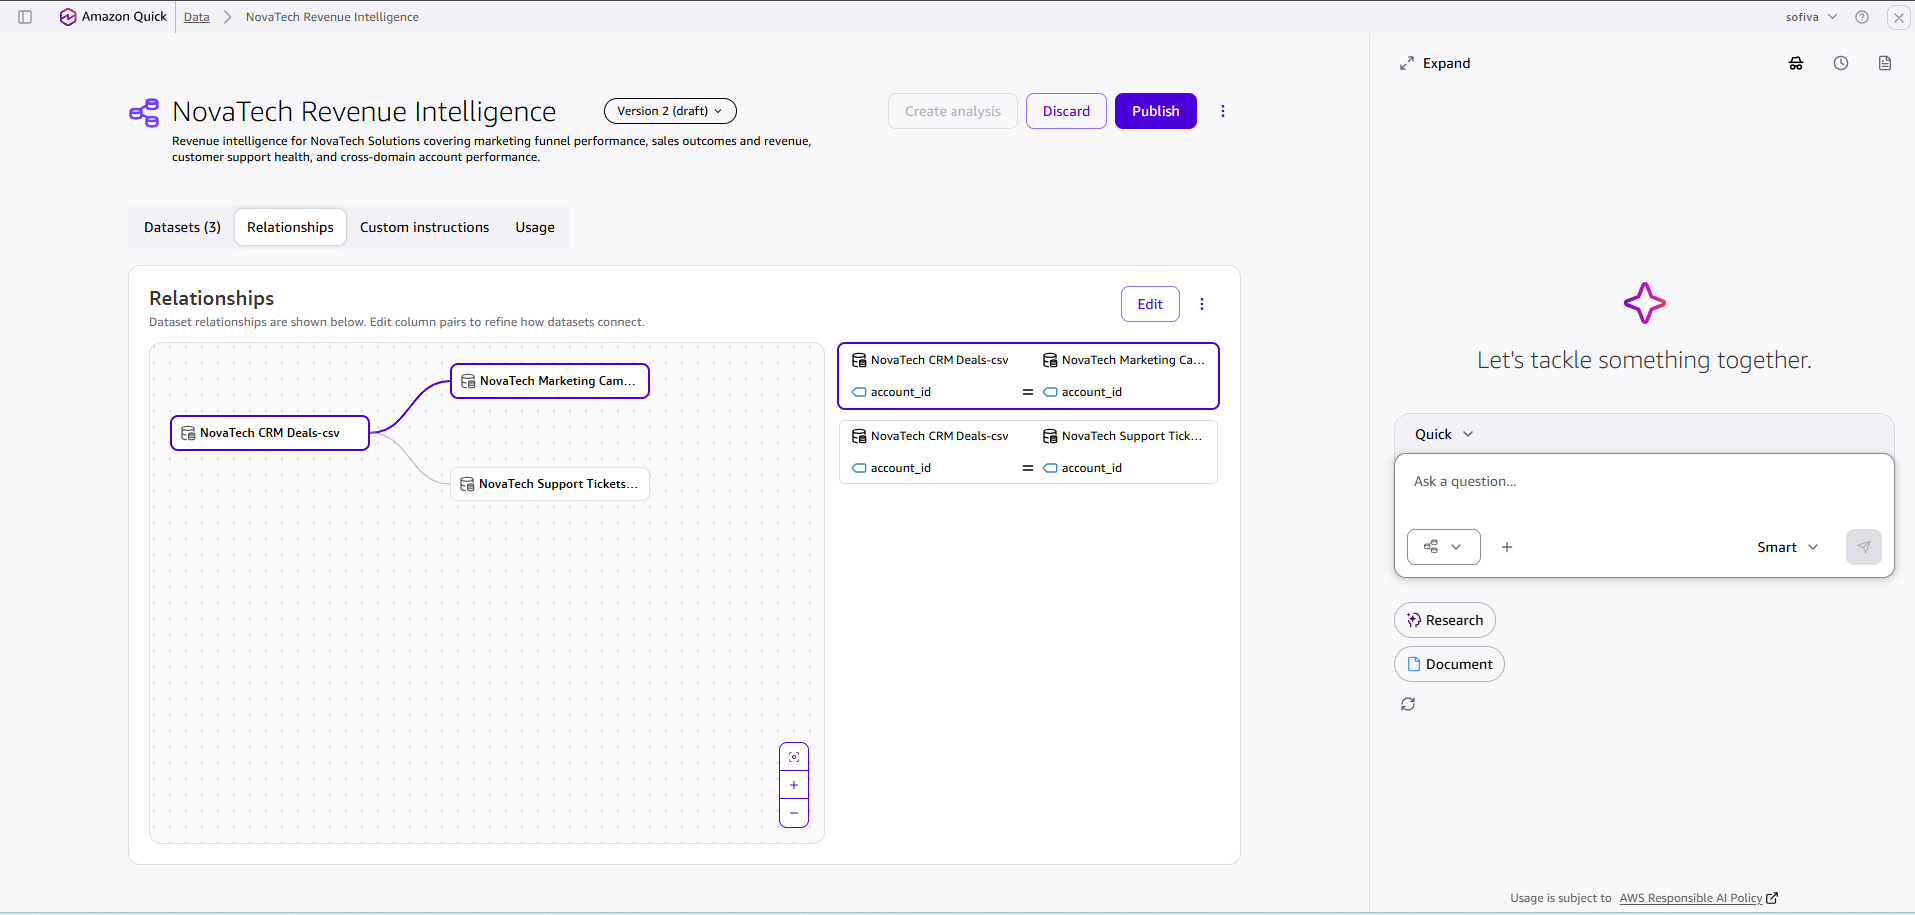 Amazon Quick
Data
NovaTech Revenue Intelligence
sofiva
NovaTech Revenue Intelligence
Version 2 (draft)
Create analysis
Discard
Publish
Revenue intelligence for NovaTech Solutions covering marketing funnel performance, sales outcomes and revenue,
customer support health, and cross-domain account performance.
Datasets (3)
Relationships
Custom instructions
Usage
Relationships
Dataset relationships are shown below. Edit column pairs to refine how datasets connect.
Edit
NovaTech CRM Deals-csv
NovaTech Marketing Cam...
NovaTech Support Tickets...
NovaTech CRM Deals-csv
NovaTech Marketing Ca...
account_id
=
account_id
NovaTech CRM Deals-csv
NovaTech Support Tick...
account_id
=
account_id
Expand
Let's tackle something together.
Quick
Ask a question...
Smart
Research
Document
Usage is subject to AWS Responsible AI Policy